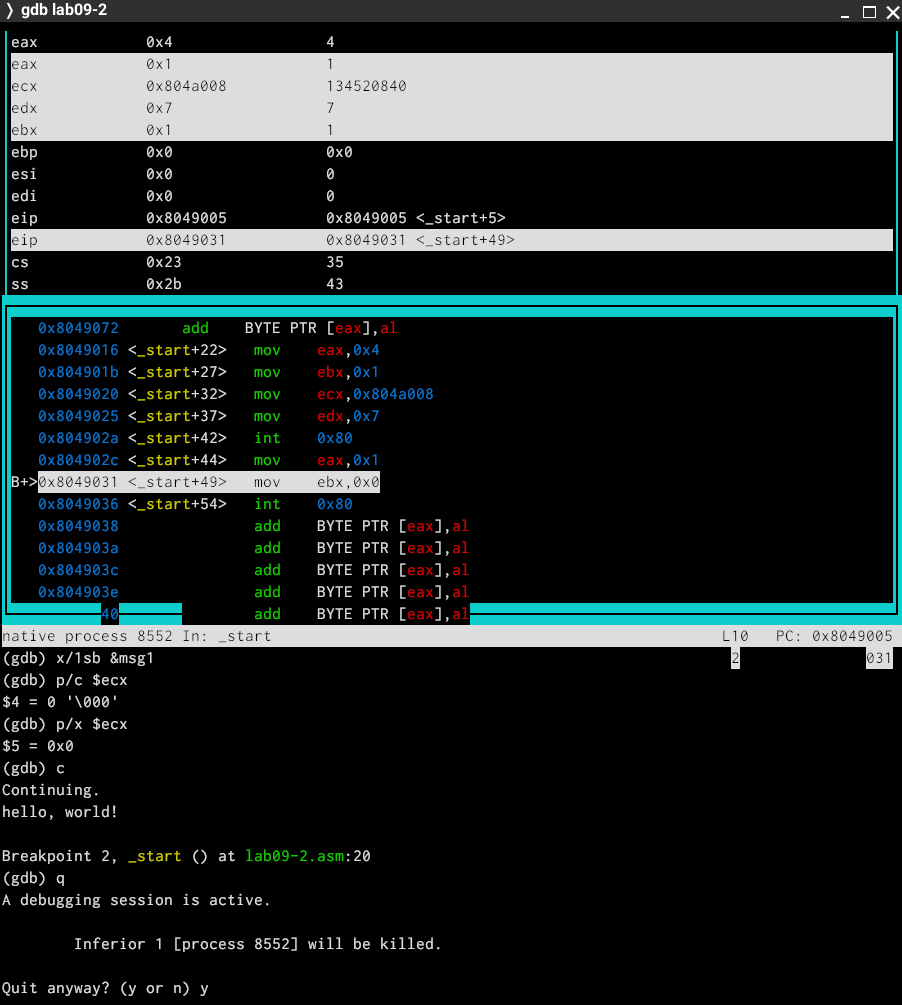 ❭ gdb lab09-2
eax 0x4 4
eax 0x1 1
ecx 0x804a008 134520840
edx 0x7 7
ebx 0x1 1
ebp 0x0 0x0
esi 0x0 0
edi 0x0 0
eip 0x8049005 0x8049005 <_start+5>
eip 0x8049031 0x8049031 <_start+49>
cs 0x23 35
ss 0x2b 43
0x8049072 add BYTE PTR [eax],al
0x8049016 <_start+22> mov eax,0x4
0x804901b <_start+27> mov ebx,0x1
0x8049020 <_start+32> mov ecx,0x804a008
0x8049025 <_start+37> mov edx,0x7
0x804902a <_start+42> int 0x80
0x804902c <_start+44> mov eax,0x1
B+>0x8049031 <_start+49> mov ebx,0x0
0x8049036 <_start+54> int 0x80
0x8049038 add BYTE PTR [eax],al
0x804903a add BYTE PTR [eax],al
0x804903c add BYTE PTR [eax],al
0x804903e add BYTE PTR [eax],al
40 add BYTE PTR [eax],al
native process 8552 In: _start L10 PC: 0x8049005
(gdb) x/1sb &msg1 2 031
(gdb) p/c $ecx
$4 = 0 '\000'
(gdb) p/x $ecx
$5 = 0x0
(gdb) c
Continuing.
hello, world!
Breakpoint 2, _start () at lab09-2.asm:20
(gdb) q
A debugging session is active.
Inferior 1 [process 8552] will be killed.
Quit anyway? (y or n) y